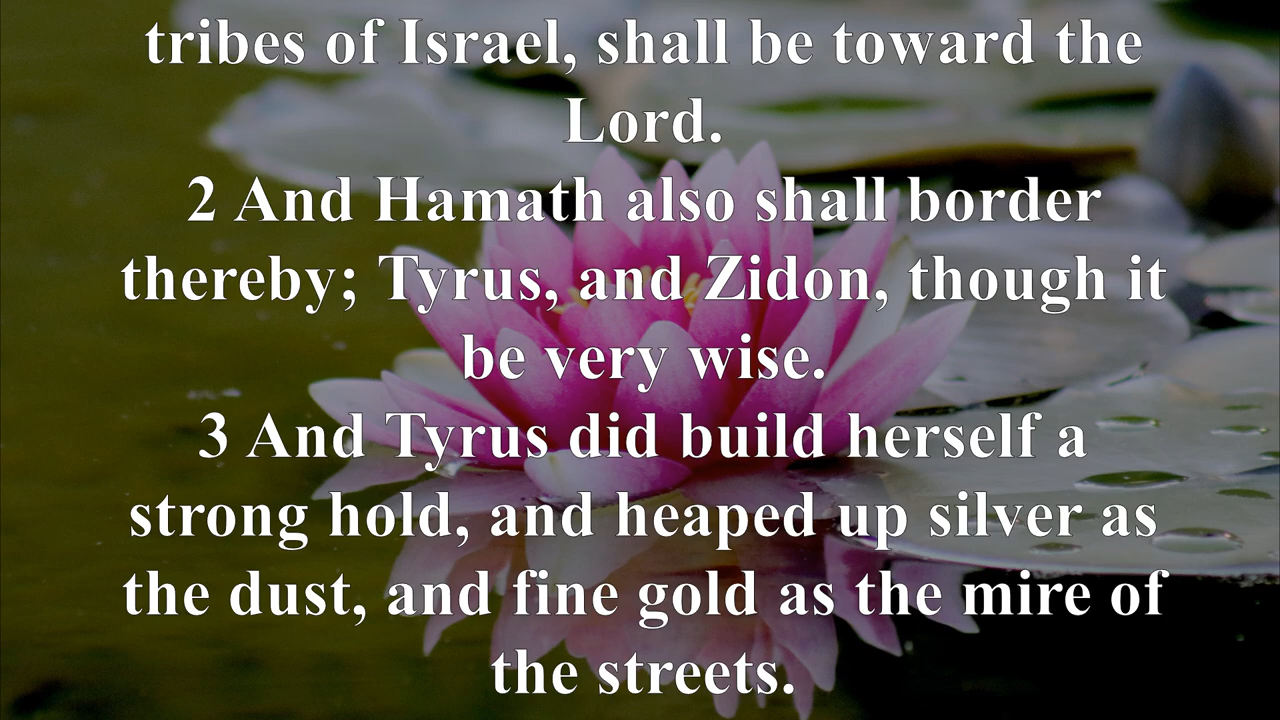 tribes of Israel, shall be toward the
Lord.
2 And Hamath also shall border
thereby; Tyrus, and Zidon, though it
be very wise.
3 And Tyrus did build herself a
strong hold, and heaped up silver as
the dust, and fine gold as the mire of
the streets.